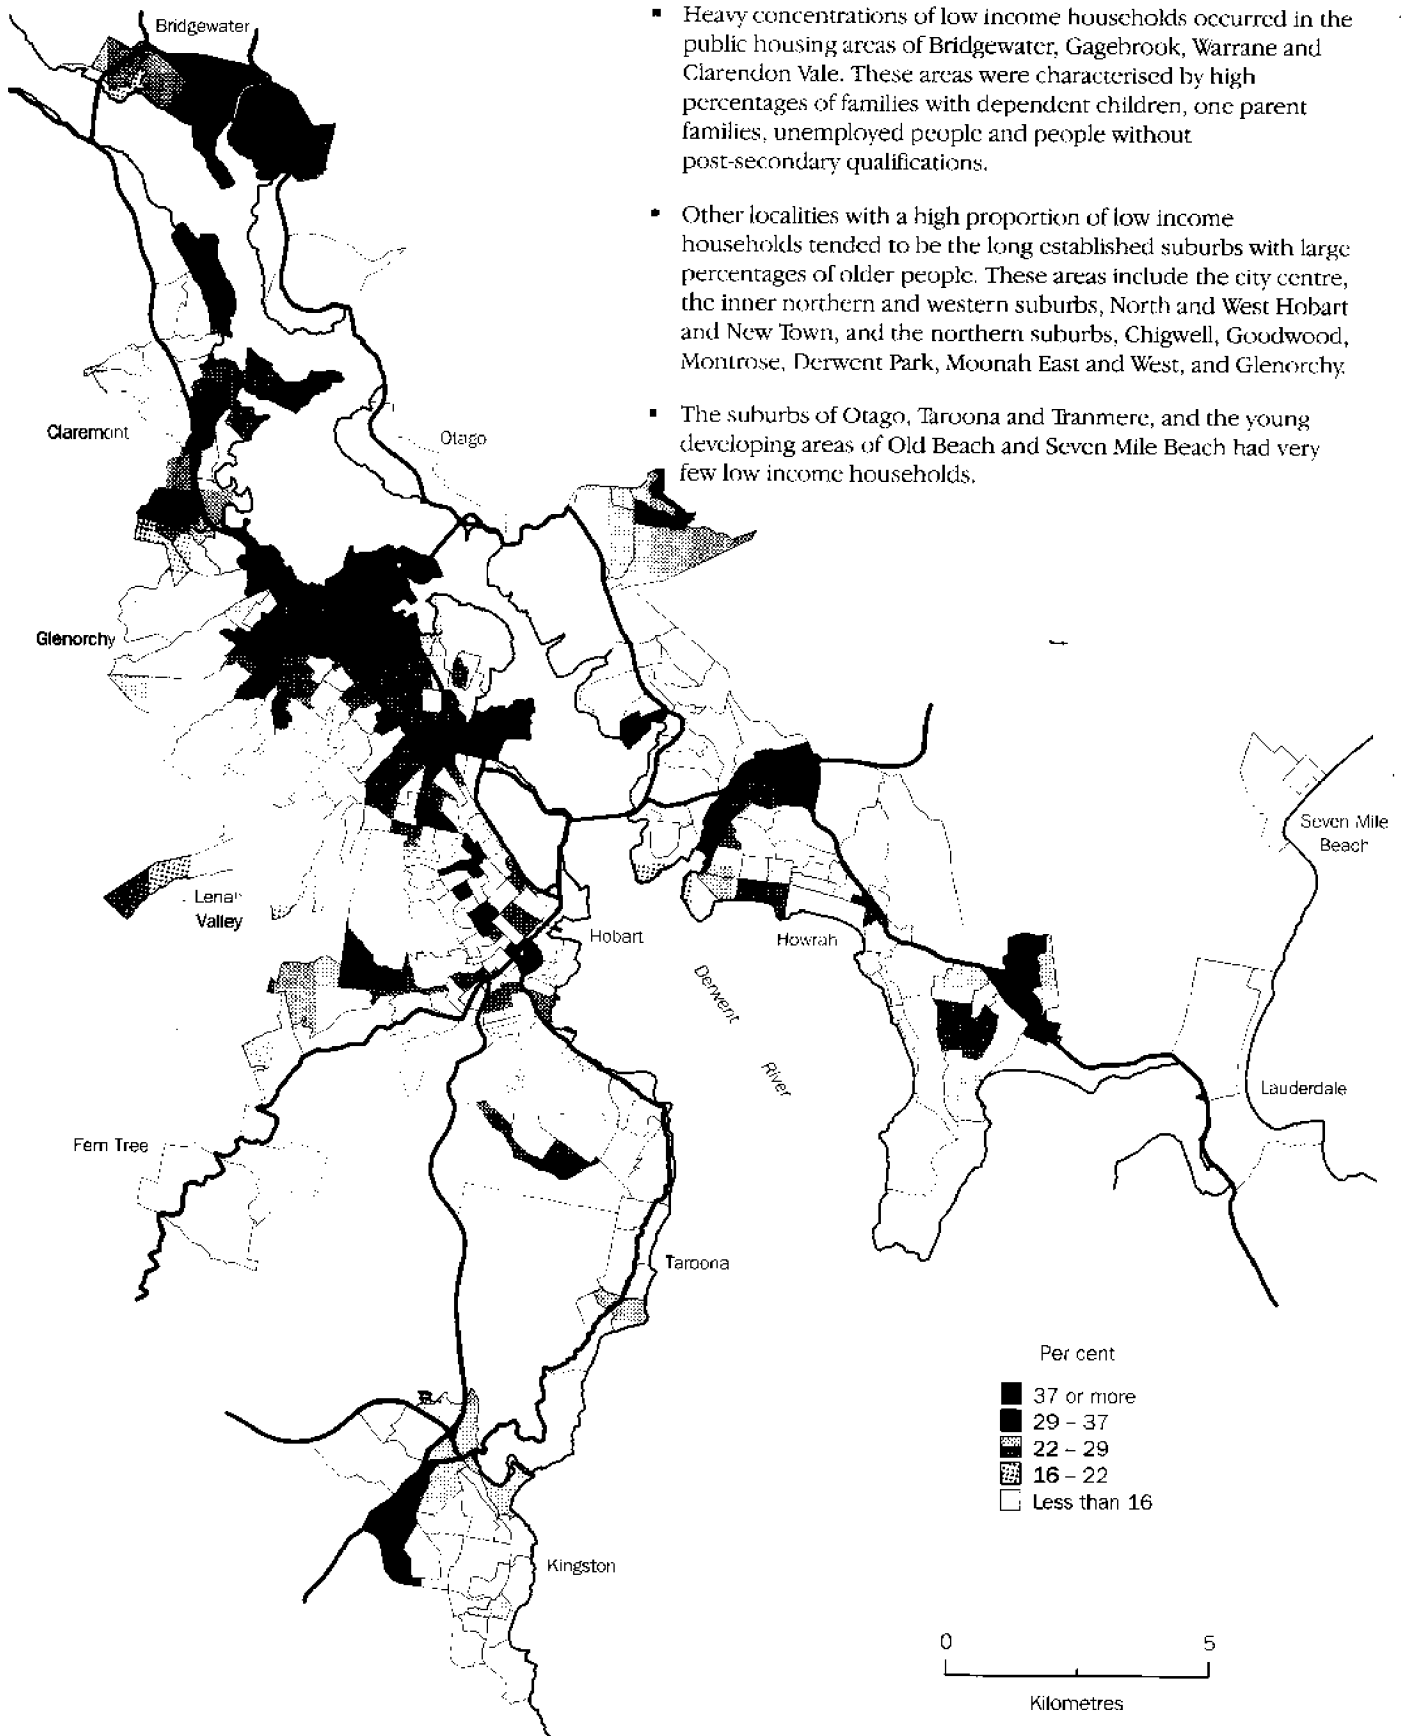 ▪ Heavy concentrations of low income households occurred in the
public housing areas of Bridgewater, Gagebrook, Warrane and
Clarendon Vale. These areas were characterised by high
percentages of families with dependent children, one parent
families, unemployed people and people without
post-secondary qualifications.
▪ Other localities with a high proportion of low income
households tended to be the long established suburbs with large
percentages of older people. These areas include the city centre,
the inner northern and western suburbs, North and West Hobart
and New Town, and the northern suburbs, Chigwell, Goodwood,
Montrose, Derwent Park, Moonah East and West, and Glenorchy.
▪ The suburbs of Otago, Taroona and Tranmere, and the young
developing areas of Old Beach and Seven Mile Beach had very
few low income households.
Bridgewater
Claremont
Otago
Glenorchy
Seven Mile
Beach
Lenah
Valley
Hobart
Howrah
Derwent
River
Lauderdale
Fern Tree
Taroona
Kingston
Per cent
37 or more
29 – 37
22 – 29
16 – 22
Less than 16
0 5
Kilometres